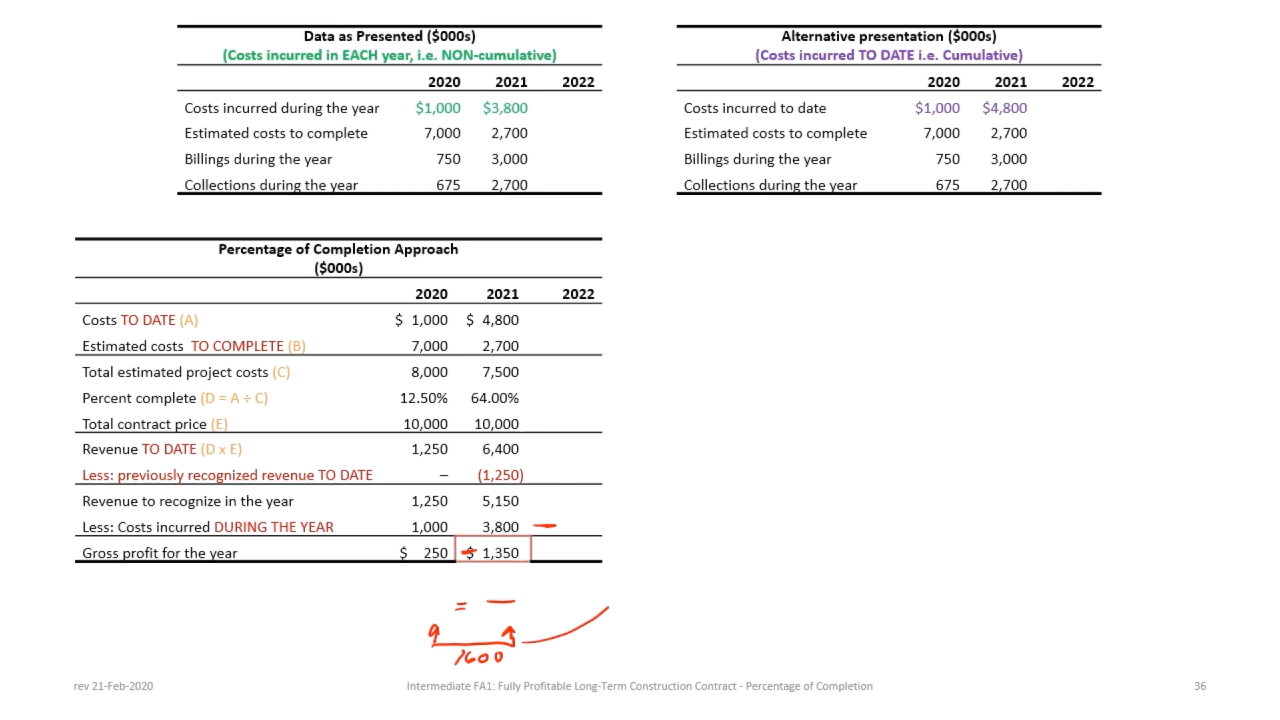 Data as Presented ($000s)
(Costs incurred in EACH year, i.e. NON-cumulative)
2020 2021 2022
Costs incurred during the year $1,000 $3,800
Estimated costs to complete 7,000 2,700
Billings during the year 750 3,000
Collections during the year 675 2,700
Alternative presentation ($000s)
(Costs incurred TO DATE i.e. Cumulative)
2020 2021 2022
Costs incurred to date $1,000 $4,800
Estimated costs to complete 7,000 2,700
Billings during the year 750 3,000
Collections during the year 675 2,700
Percentage of Completion Approach
($000s)
2020 2021 2022
Costs TO DATE (A) $ 1,000 $ 4,800
Estimated costs TO COMPLETE (B) 7,000 2,700
Total estimated project costs (C) 8,000 7,500
Percent complete (D = A ÷ C) 12.50% 64.00%
Total contract price (E) 10,000 10,000
Revenue TO DATE (D x E) 1,250 6,400
Less: previously recognized revenue TO DATE – (1,250)
Revenue to recognize in the year 1,250 5,150
Less: Costs incurred DURING THE YEAR 1,000 3,800
Gross profit for the year $ 250 $ 1,350
= —
1600
rev 21-Feb-2020
Intermediate FA1: Fully Profitable Long-Term Construction Contract - Percentage of Completion
36